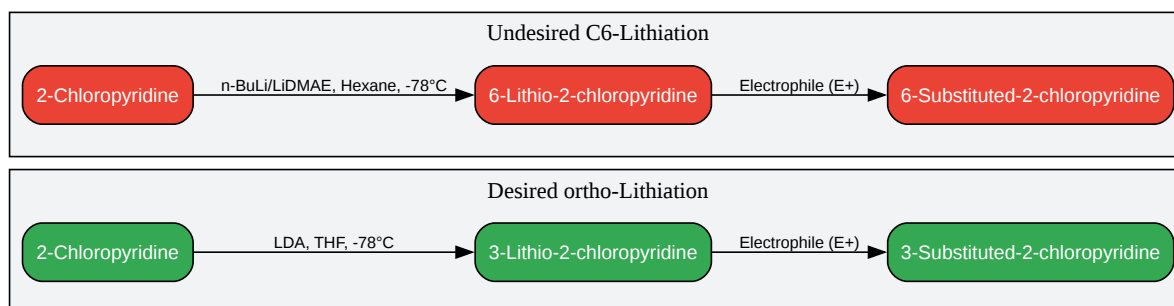 Undesired C6-Lithiation
2-Chloropyridine
n-BuLi/LiDMAE, Hexane, -78°C
6-Lithio-2-chloropyridine
Electrophile (E+)
6-Substituted-2-chloropyridine
Desired ortho-Lithiation
2-Chloropyridine
LDA, THF, -78°C
3-Lithio-2-chloropyridine
Electrophile (E+)
3-Substituted-2-chloropyridine